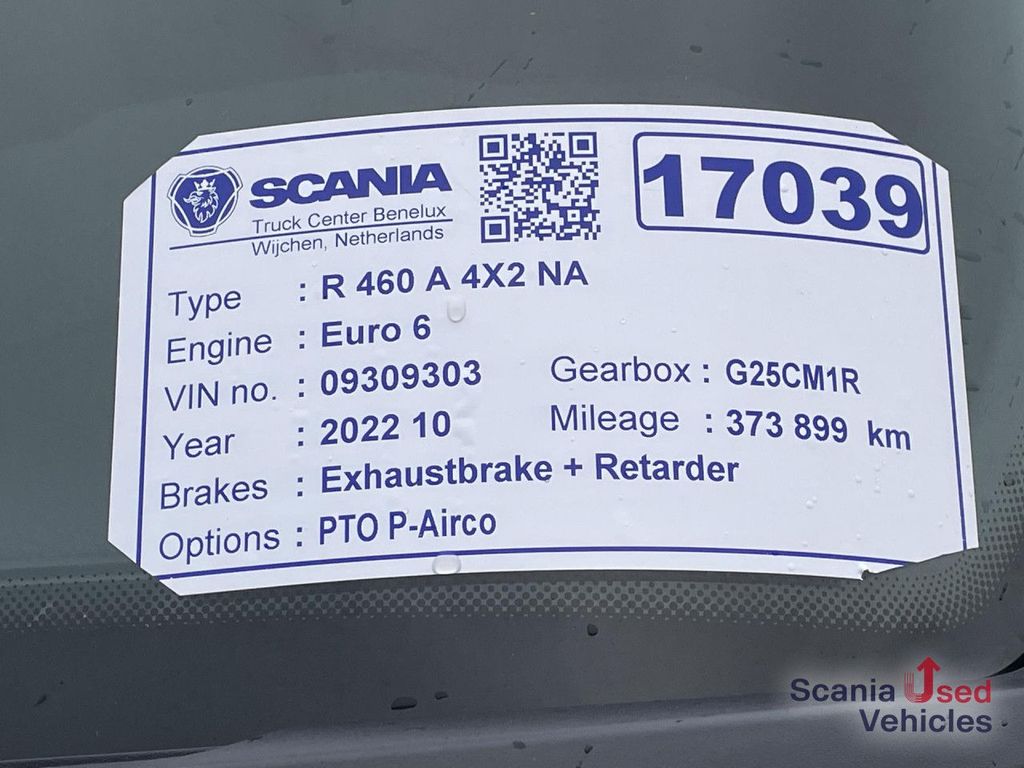 SCANIA
Truck Center Benelux
Wijchen, Netherlands
17039
Type : R 460 A 4X2 NA
Engine : Euro 6
VIN no. : 09309303 Gearbox : G25CM1R
Year : 2022 10 Mileage : 373 899 km
Brakes : Exhaustbrake + Retarder
Options : PTO P-Airco
Scania Used
Vehicles